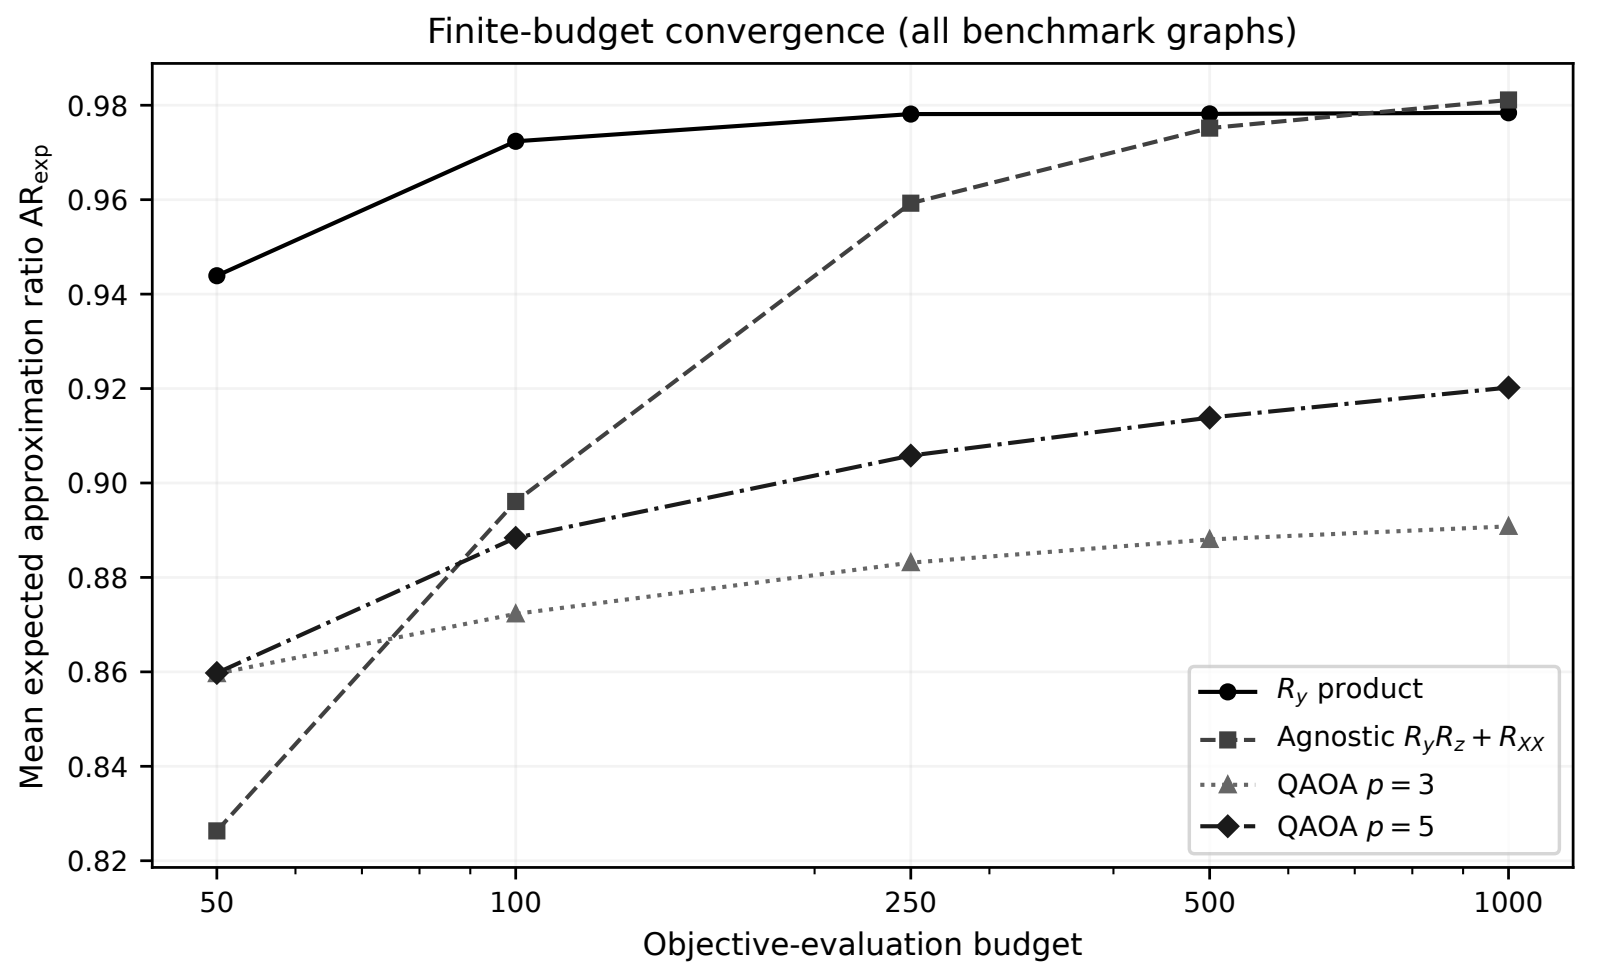 Finite-budget convergence (all benchmark graphs)
Mean expected approximation ratio AR_exp
0.98
0.96
0.94
0.92
0.90
0.88
0.86
0.84
0.82
50 100 250 500 1000
Objective-evaluation budget
R_y product
Agnostic R_yR_z + R_XX
QAOA p = 3
QAOA p = 5